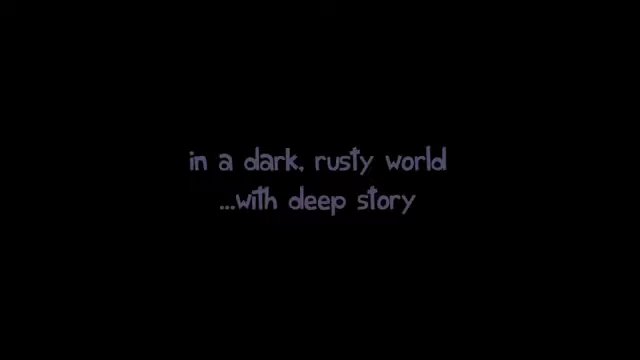 in a dark, rusty world
...with deep story